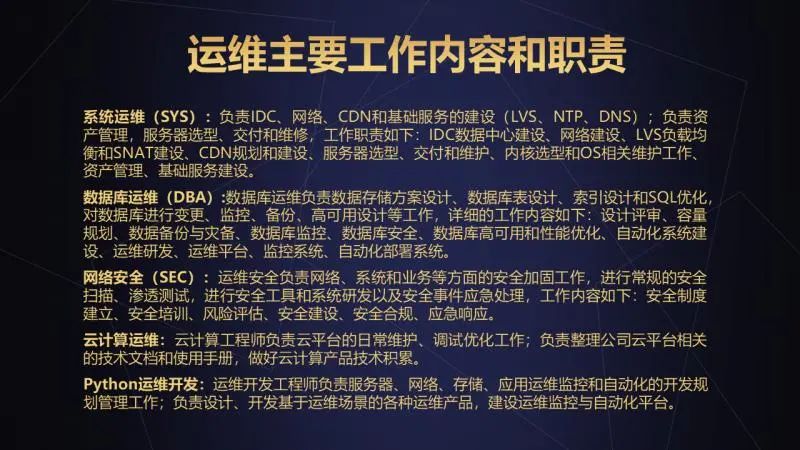 运维主要工作内容和职责
系统运维（SYS）：负责IDC、网络、CDN和基础服务的建设（LVS、NTP、DNS）；负责资
产管理，服务器选型、交付和维修，工作职责如下：IDC数据中心建设、网络建设、LVS负载均
衡和SNAT建设、CDN规划和建设、服务器选型、交付和维护、内核选型和OS相关维护工作、
资产管理、基础服务建设。
数据库运维（DBA）:数据库运维负责数据存储方案设计、数据库表设计、索引设计和SQL优化，
对数据库进行变更、监控、备份、高可用设计等工作，详细的工作内容如下：设计评审、容量
规划、数据备份与灾备、数据库监控、数据库安全、数据库高可用和性能优化、自动化系统建
设、运维研发、运维平台、监控系统、自动化部署系统。
网络安全（SEC）：运维安全负责网络、系统和业务等方面的安全加固工作，进行常规的安全
扫描、渗透测试，进行安全工具和系统研发以及安全事件应急处理，工作内容如下：安全制度
建立、安全培训、风险评估、安全建设、安全合规、应急响应。
云计算运维：云计算工程师负责云平台的日常维护、调试优化工作；负责整理公司云平台相关
的技术文档和使用手册，做好云计算产品技术积累。
Python运维开发：运维开发工程师负责服务器、网络、存储、应用运维监控和自动化的开发规
划管理工作；负责设计、开发基于运维场景的各种运维产品，建设运维监控与自动化平台。